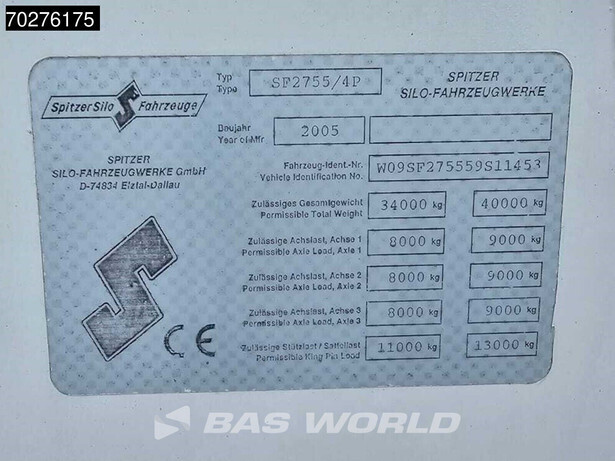 70276175
SpitzerSilo Fahrzeuge
SPITZER
SILO-FAHRZEUGWERKE GmbH
D-74834 Elztal-Dallau
Typ
Type
SF2755/4P
SPITZER
SILO-FAHRZEUGWERKE
Baujahr
Year of Mfr
2005
Fahrzeug-Ident.-Nr.
Vehicle Identification No.
W09SF275559S11453
Zulässiges Gesamtgewicht
Permissible Total Weight
34000 kg 40000 kg
Zulässige Achslast, Achse 1
Permissible Axle Load, Axle 1
8000 kg 9000 kg
Zulässige Achslast, Achse 2
Permissible Axle Load, Axle 2
8000 kg 9000 kg
Zulässige Achslast, Achse 3
Permissible Axle Load, Axle 3
8000 kg 9000 kg
Zulässige Stützlast / Sattellast
Permissible King Pin Load
11000 kg 13000 kg
CE
BAS WORLD